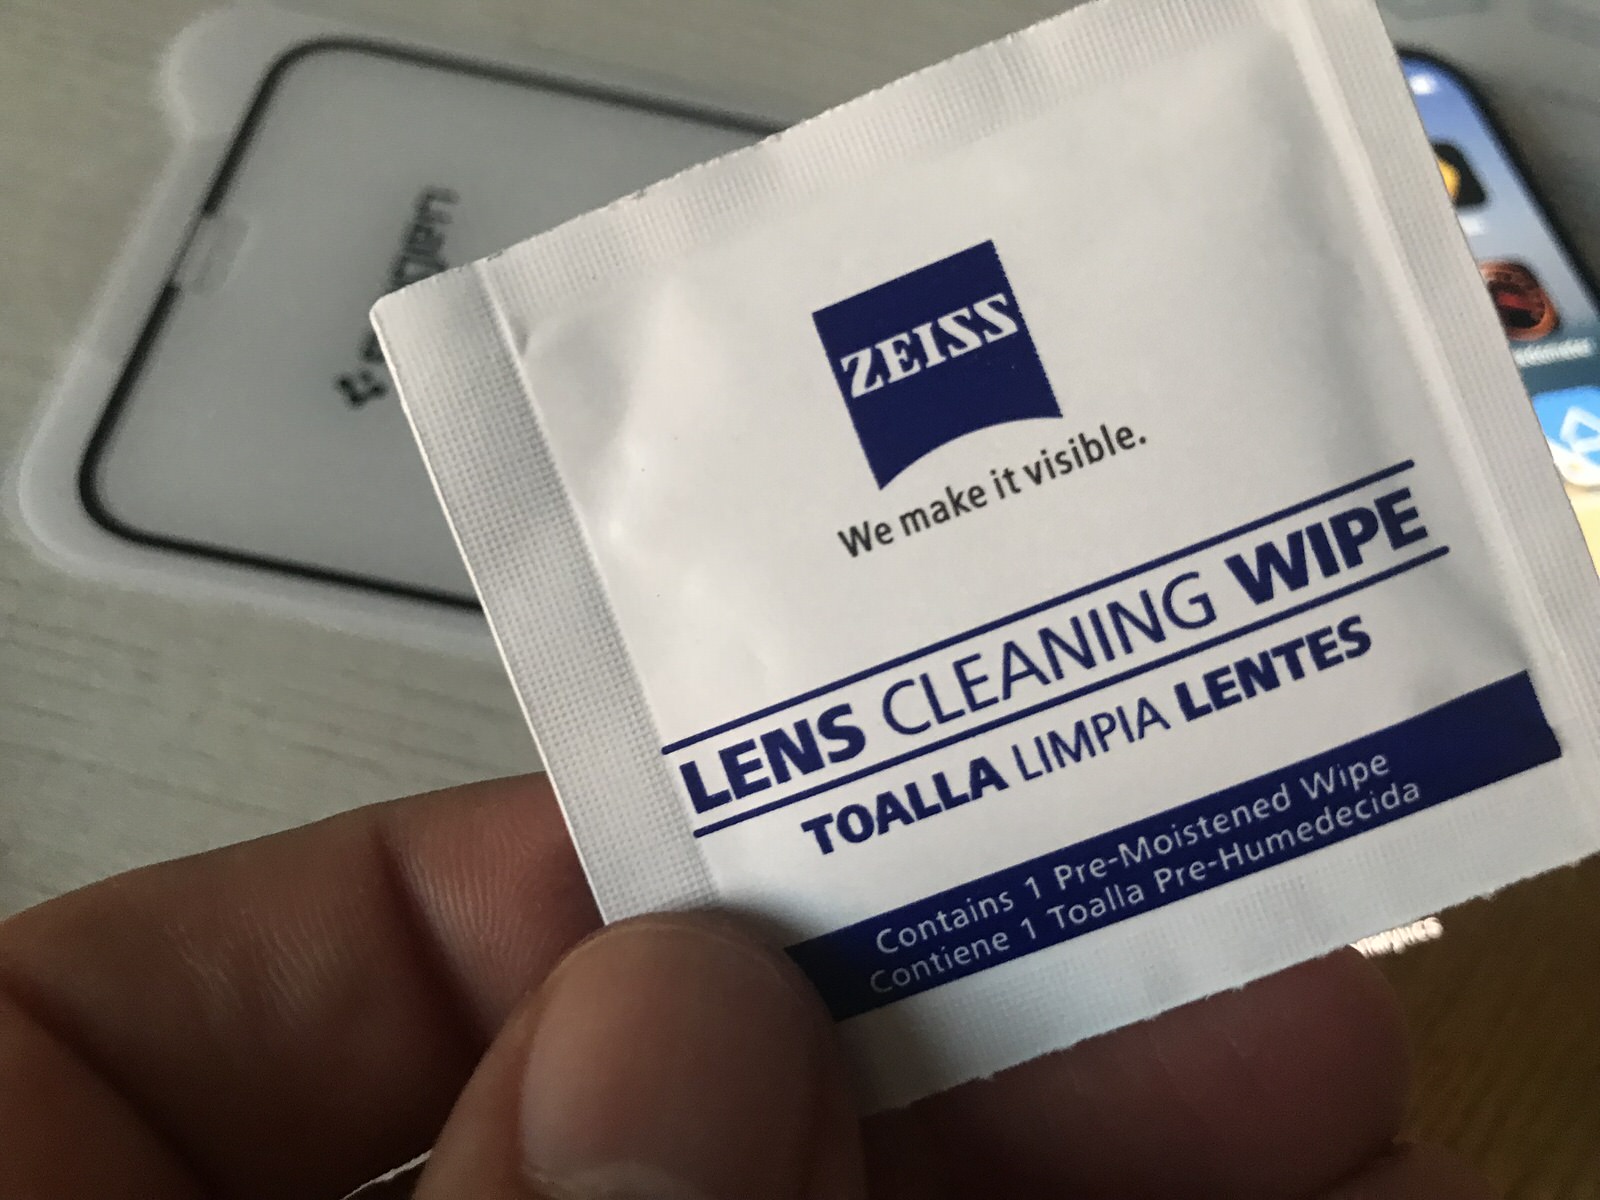 ZEISS
We make it visible.
LENS CLEANING WIPE
TOALLA LIMPIA LENTES
Contains 1 Pre-Moistened Wipe
Contiene 1 Toalla Pre-Humedecida